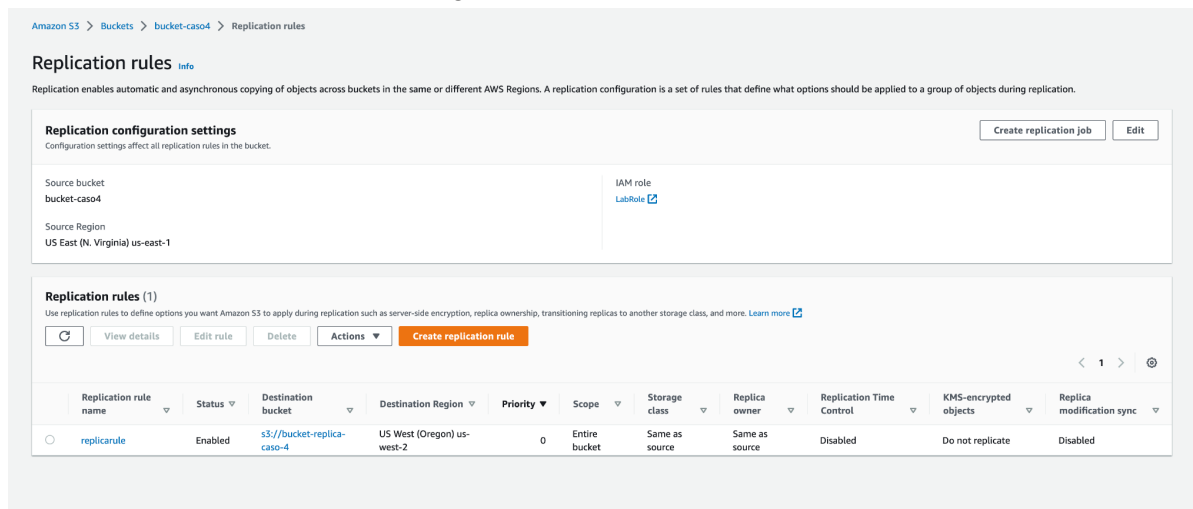 Amazon S3 > Buckets > bucket-caso4 > Replication rules
Replication rules Info
Replication enables automatic and asynchronous copying of objects across buckets in the same or different AWS Regions. A replication configuration is a set of rules that define what options should be applied to a group of objects during replication.
Replication configuration settings
Create replication job
Edit
Configuration settings affect all replication rules in the bucket.
Source bucket
bucket-caso4
Source Region
US East (N. Virginia) us-east-1
IAM role
LabRole
Replication rules (1)
Use replication rules to define options you want Amazon S3 to apply during replication such as server-side encryption, replica ownership, transitioning replicas to another storage class, and more. Learn more
View details Edit rule Delete Actions Create replication rule
< 1 >
Replication rule name Status Destination bucket Destination Region Priority Scope Storage class Replica owner Replication Time Control KMS-encrypted objects Replica modification sync
replicarule Enabled s3://bucket-replica-caso-4 US West (Oregon) us-west-2 0 Entire bucket Same as source Same as source Disabled Do not replicate Disabled